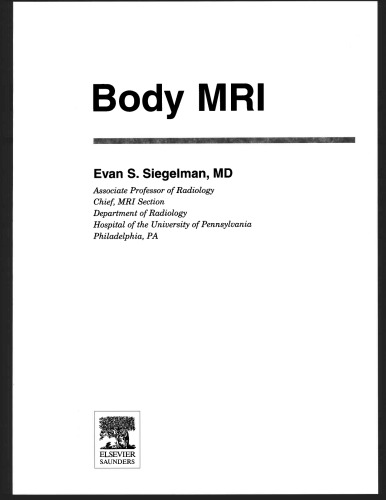 Body MRI
Evan S. Siegelman, MD
Associate Professor of Radiology
Chief, MRI Section
Department of Radiology
Hospital of the University of Pennsylvania
Philadelphia, PA
ELSEVIER
SAUNDERS